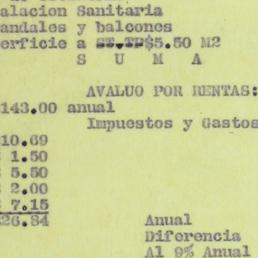 alacion Sanitaria
andales y balcones
erficie a $5.50 M2
S U M A
AVALUO POR RENTAS:
143.00 anual
Impuestos y Gastos
10.69
$ 1.50
$ 5.50
$ 2.00
$ 7.15
26.84
Anual
Diferencia
Al 9% Anual